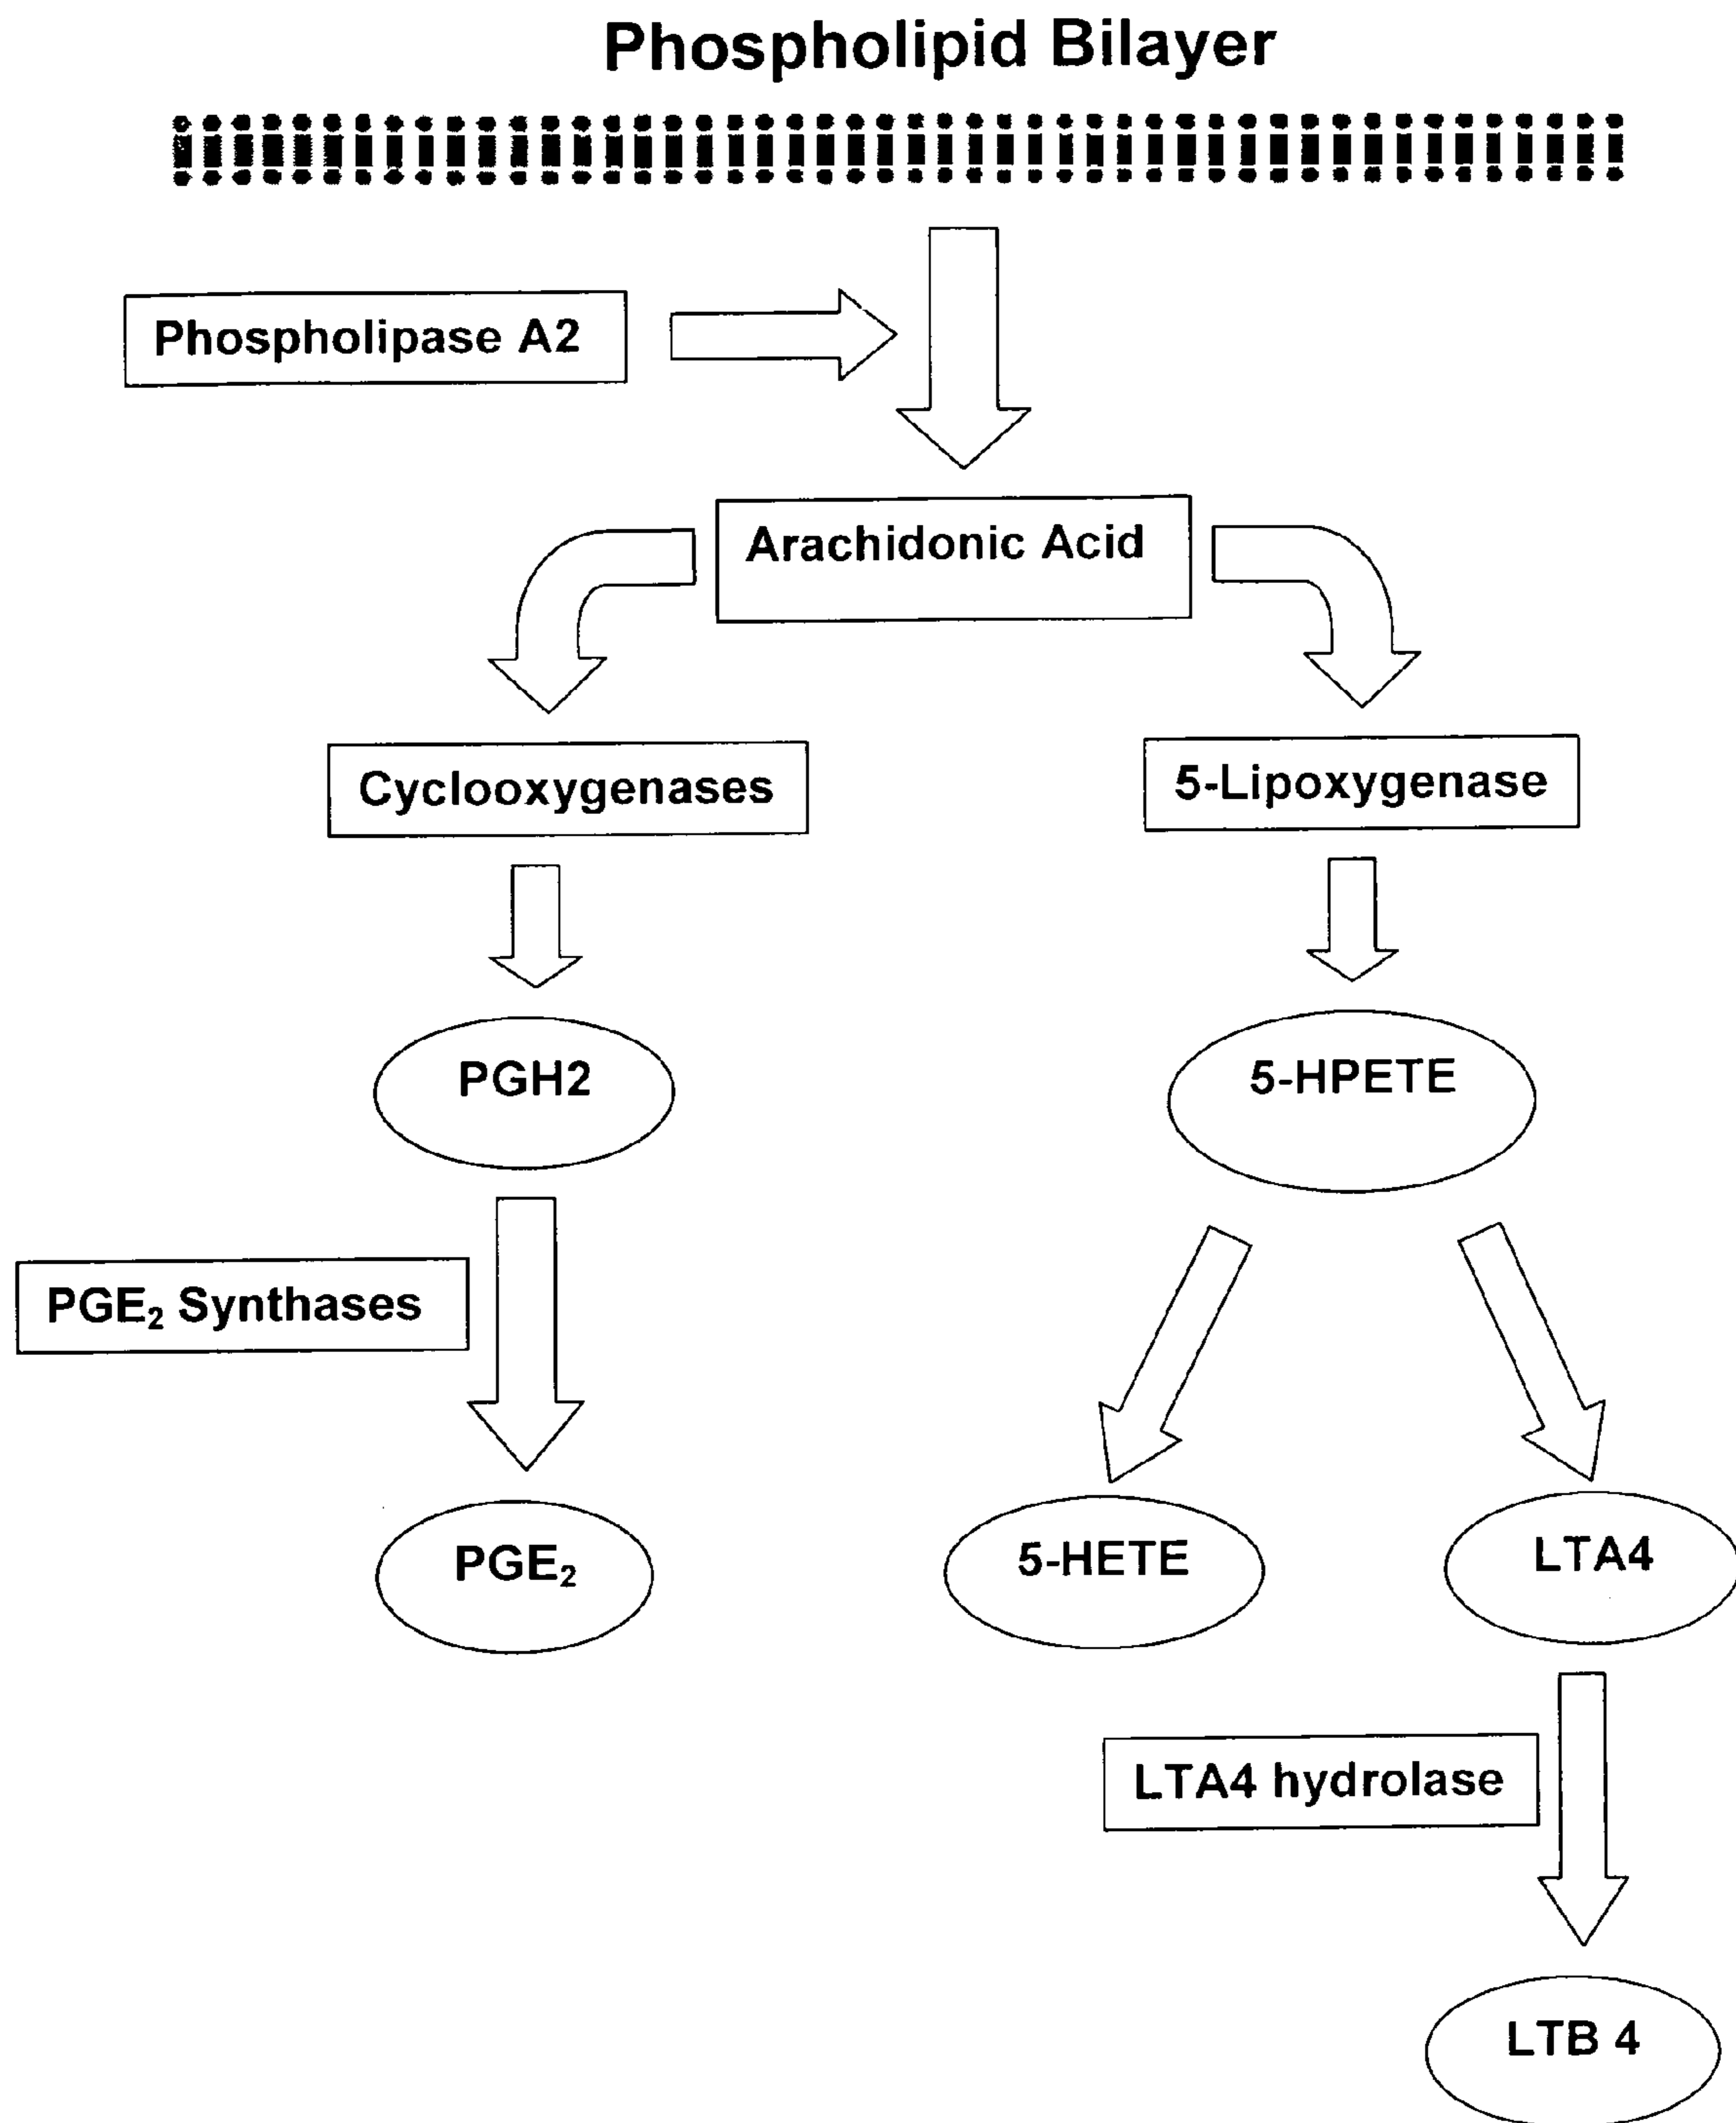 Phospholipid Bilayer
Phospholipase A2
Arachidonic Acid
Cyclooxygenases
5-Lipoxygenase
PGH2
5-HPETE
PGE₂ Synthases
PGE₂
5-HETE
LTA4
LTA4 hydrolase
LTB 4